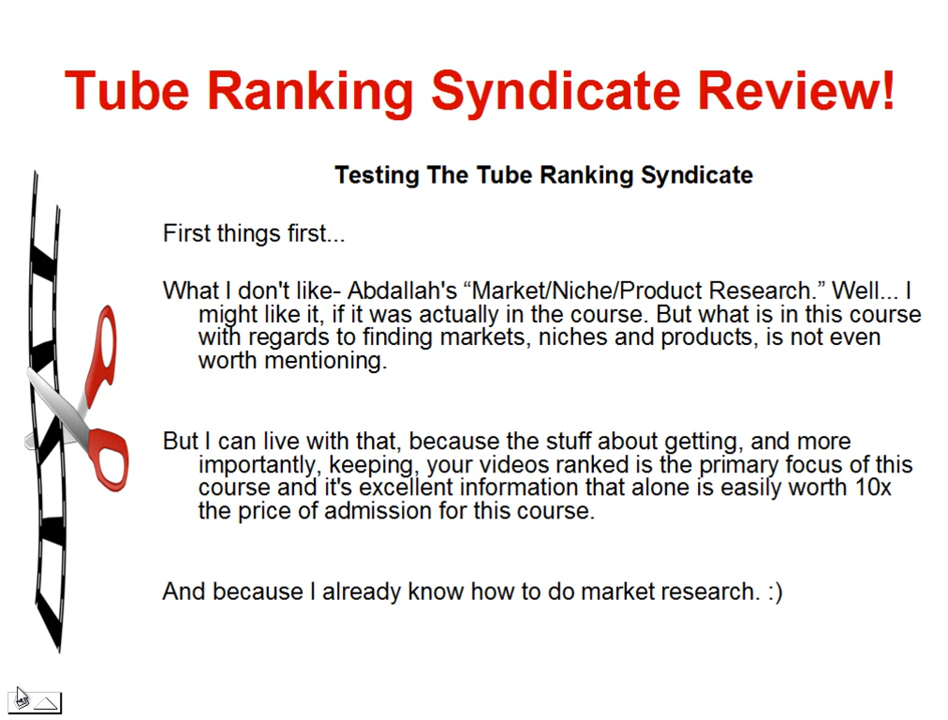 Tube Ranking Syndicate Review!
Testing The Tube Ranking Syndicate
First things first...
What I don't like- Abdallah's “Market/Niche/Product Research.” Well... I
might like it, if it was actually in the course. But what is in this course
with regards to finding markets, niches and products, is not even
worth mentioning.
But I can live with that, because the stuff about getting, and more
importantly, keeping, your videos ranked is the primary focus of this
course and it's excellent information that alone is easily worth 10x
the price of admission for this course.
And because I already know how to do market research. :)